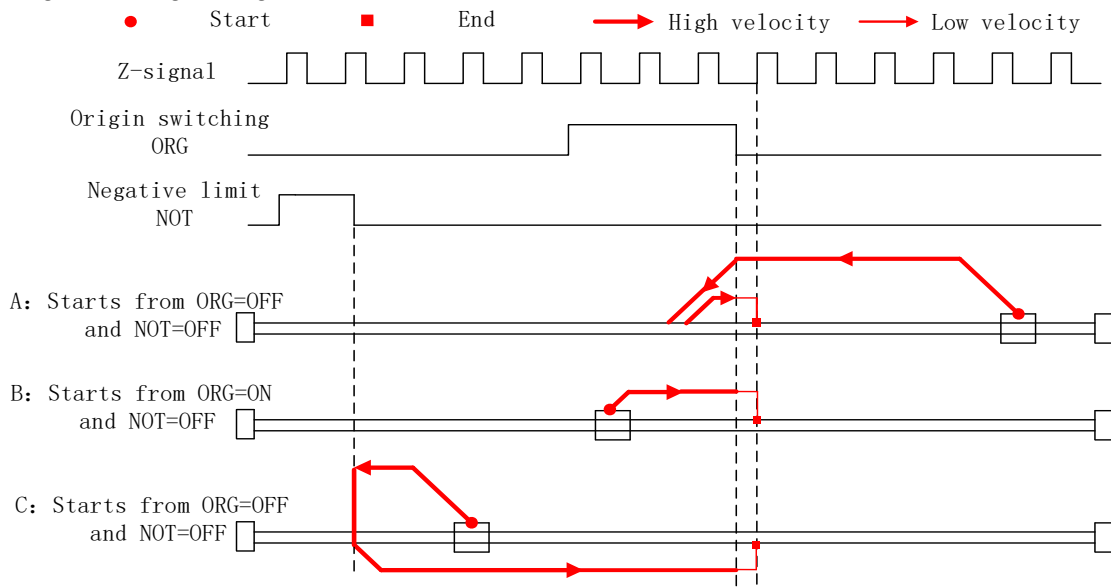 Start End High velocity Low velocity
Z-signal
Origin switching
ORG
Negative limit
NOT
A: Starts from ORG=OFF
and NOT=OFF
B: Starts from ORG=ON
and NOT=OFF
C: Starts from ORG=OFF
and NOT=OFF